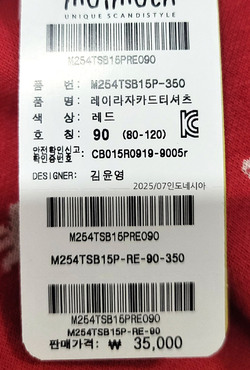 UNIQUE SCANDISTYLE
M254TSB15PRE090
품 번: M254TSB15P-350
품 명: 레이라자카드티셔츠
색 상: 레드
호 칭: 90 (80-120)
안전확인신고
확인증번호: CB015R0919-9005r
DESIGNER: 김윤영
2025/07인도네시아
M254TSB15PRE090
M254TSB15P-RE-90-350
M254TSB15PRE090
M254TSB15P-RE-90
판매가격: ₩ 35,000